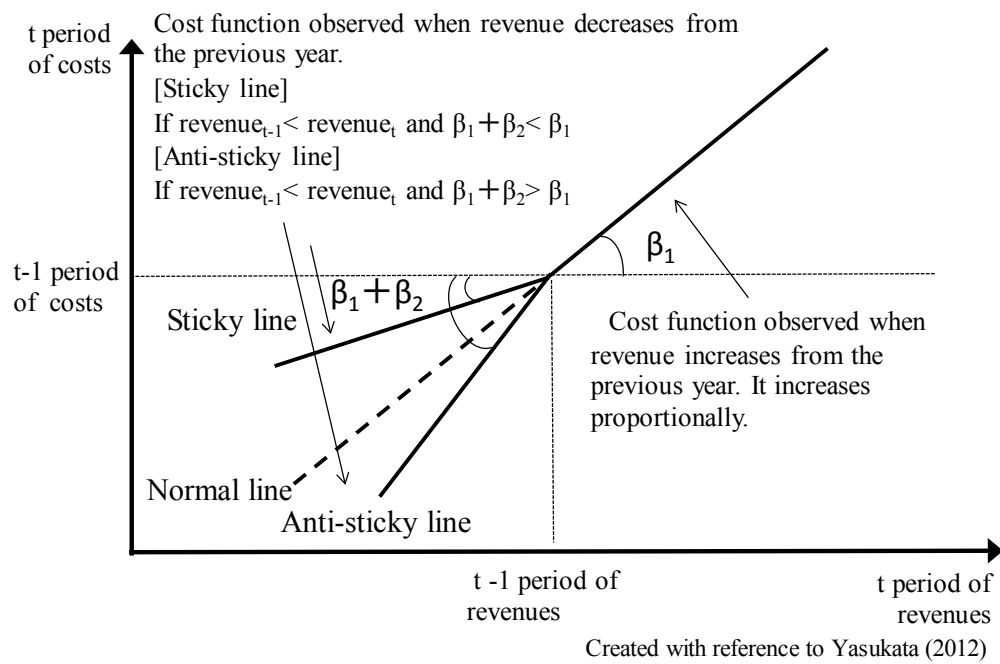 t period
of costs
Cost function observed when revenue decreases from
the previous year.
[Sticky line]
If revenueₜ₋₁< revenueₜ and β₁＋β₂< β₁
[Anti-sticky line]
If revenueₜ₋₁< revenueₜ and β₁＋β₂> β₁
t-1 period
of costs
β₁
β₁＋β₂
Sticky line
Cost function observed when
revenue increases from the
previous year. It increases
proportionally.
Normal line
Anti-sticky line
t -1 period of
revenues
t period of
revenues
Created with reference to Yasukata (2012)